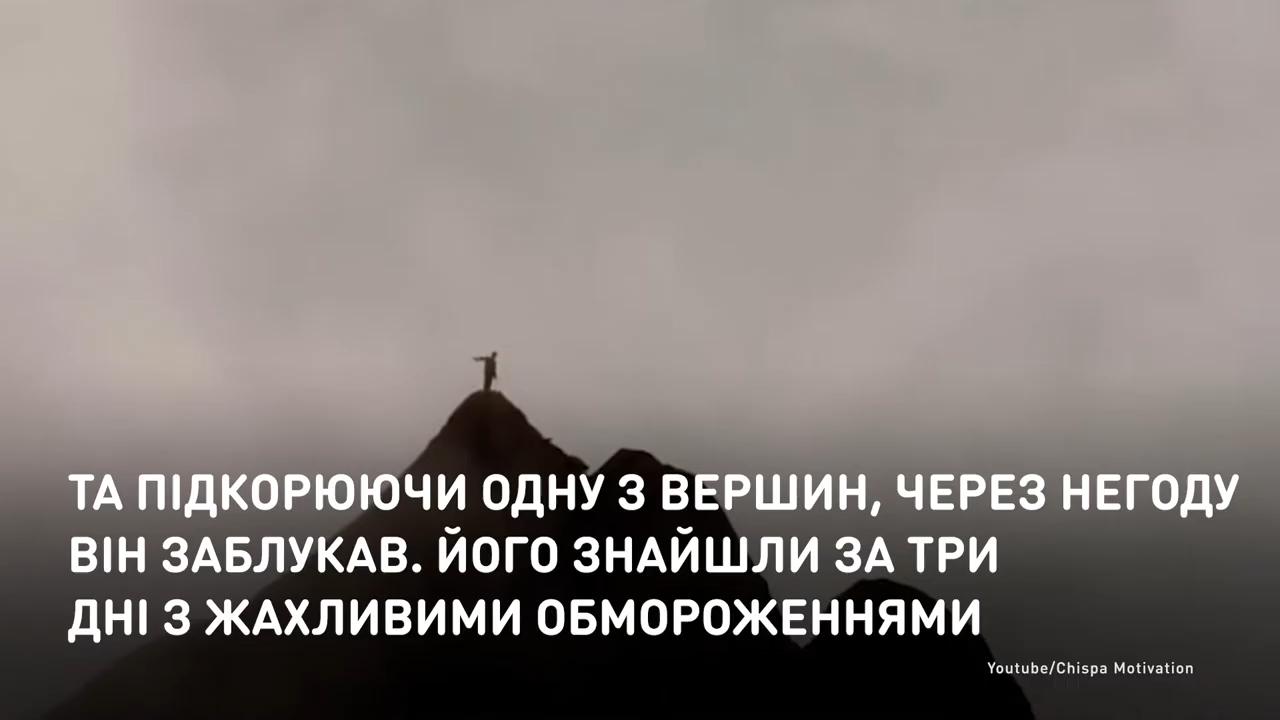 ТА ПІДКОРЮЮЧИ ОДНУ З ВЕРШИН, ЧЕРЕЗ НЕГОДУ
ВІН ЗАБЛУКАВ. ЙОГО ЗНАЙШЛИ ЗА ТРИ
ДНІ З ЖАХЛИВИМИ ОБМОРОЖЕННЯМИ
Youtube/Chispa Motivation